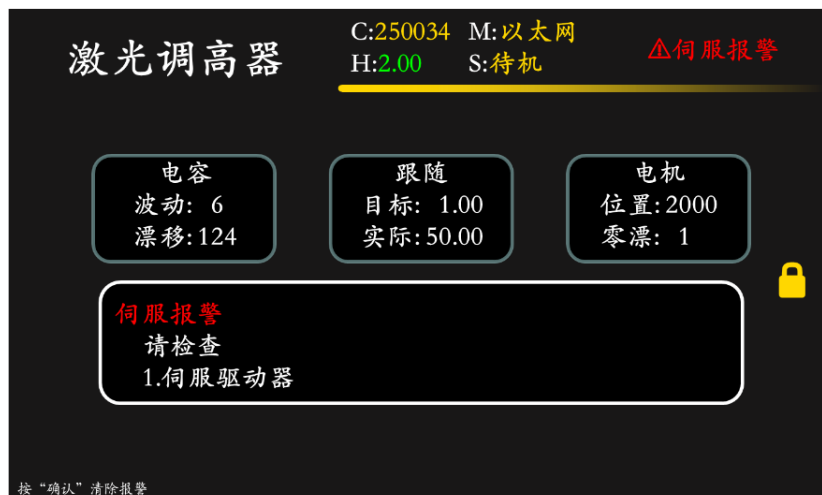 激光调高器
C:250034 M:以太网
H:2.00 S:待机
⚠伺服报警
电容
波动: 6
漂移:124
跟随
目标: 1.00
实际:50.00
电机
位置:2000
零漂: 1
伺服报警
请检查
1.伺服驱动器
按“确认”清除报警